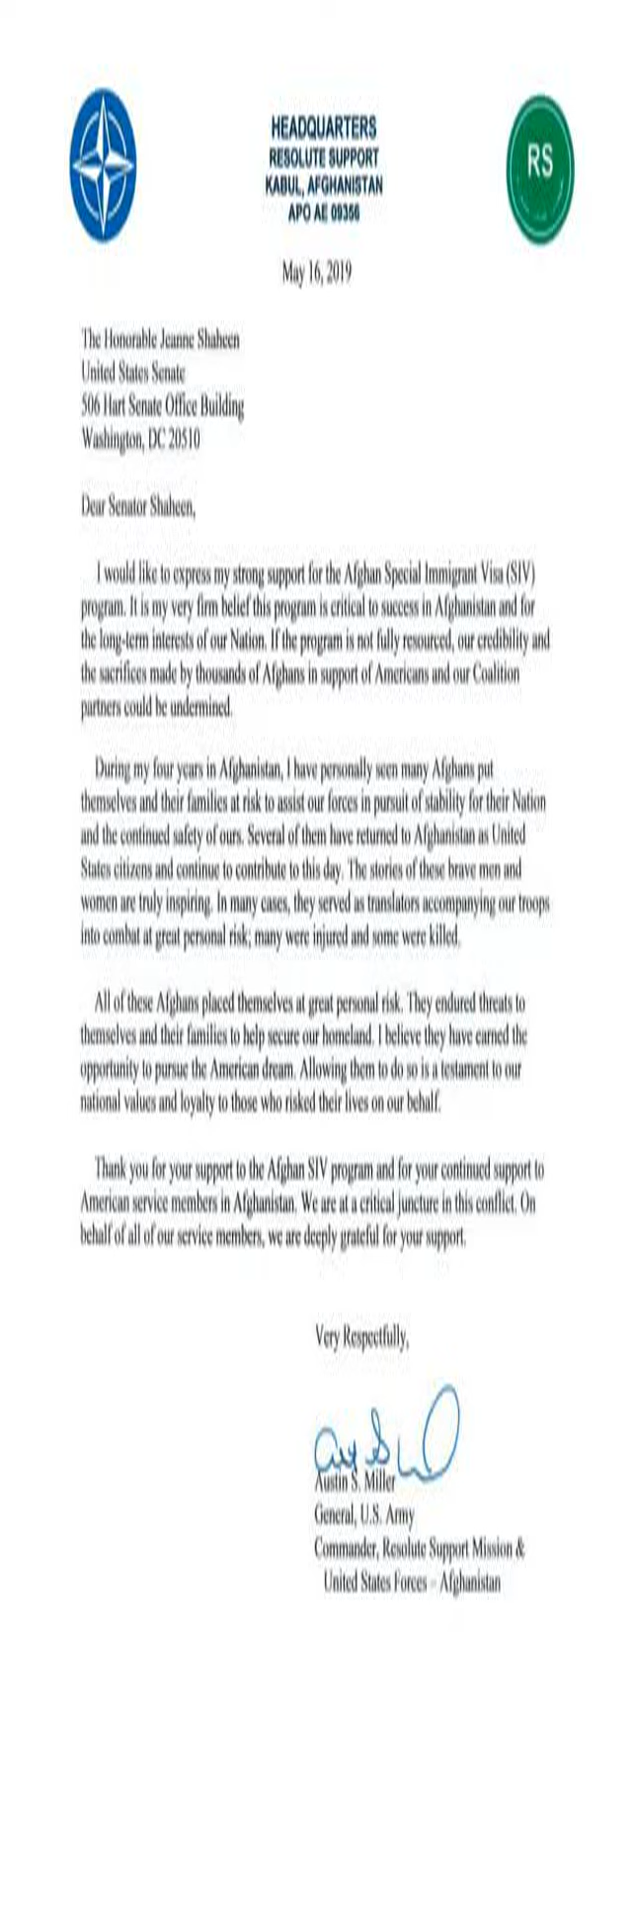 HEADQUARTERS
RESOLUTE SUPPORT
KABUL, AFGHANISTAN
APO AE 09356
RS
May 16, 2019
The Honorable Jeanne Shaheen
United States Senate
506 Hart Senate Office Building
Washington, DC 20510
Dear Senator Shaheen,
I would like to express my strong support for the Afghan Special Immigrant Visa (SIV)
program. It is my very firm belief this program is critical to success in Afghanistan and for
the long-term interests of our Nation. If the program is not fully resourced, our credibility and
the sacrifices made by thousands of Afghans in support of Americans and our Coalition
partners could be undermined.
During my four years in Afghanistan, I have personally seen many Afghans put
themselves and their families at risk to assist our forces in pursuit of stability for their Nation
and the continued safety of ours. Several of them have returned to Afghanistan as United
States citizens and continue to contribute to this day. The stories of these brave men and
women are truly inspiring. In many cases, they served as translators accompanying our troops
into combat at great personal risk; many were injured and some were killed.
All of these Afghans placed themselves at great personal risk. They endured threats to
themselves and their families to help secure our homeland. I believe they have earned the
opportunity to pursue the American dream. Allowing them to do so is a testament to our
national values and loyalty to those who risked their lives on our behalf.
Thank you for your support to the Afghan SIV program and for your continued support to
American service members in Afghanistan. We are at a critical juncture in this conflict. On
behalf of all of our service members, we are deeply grateful for your support.
Very Respectfully,
Austin S. Miller
General, U.S. Army
Commander, Resolute Support Mission &
United States Forces – Afghanistan